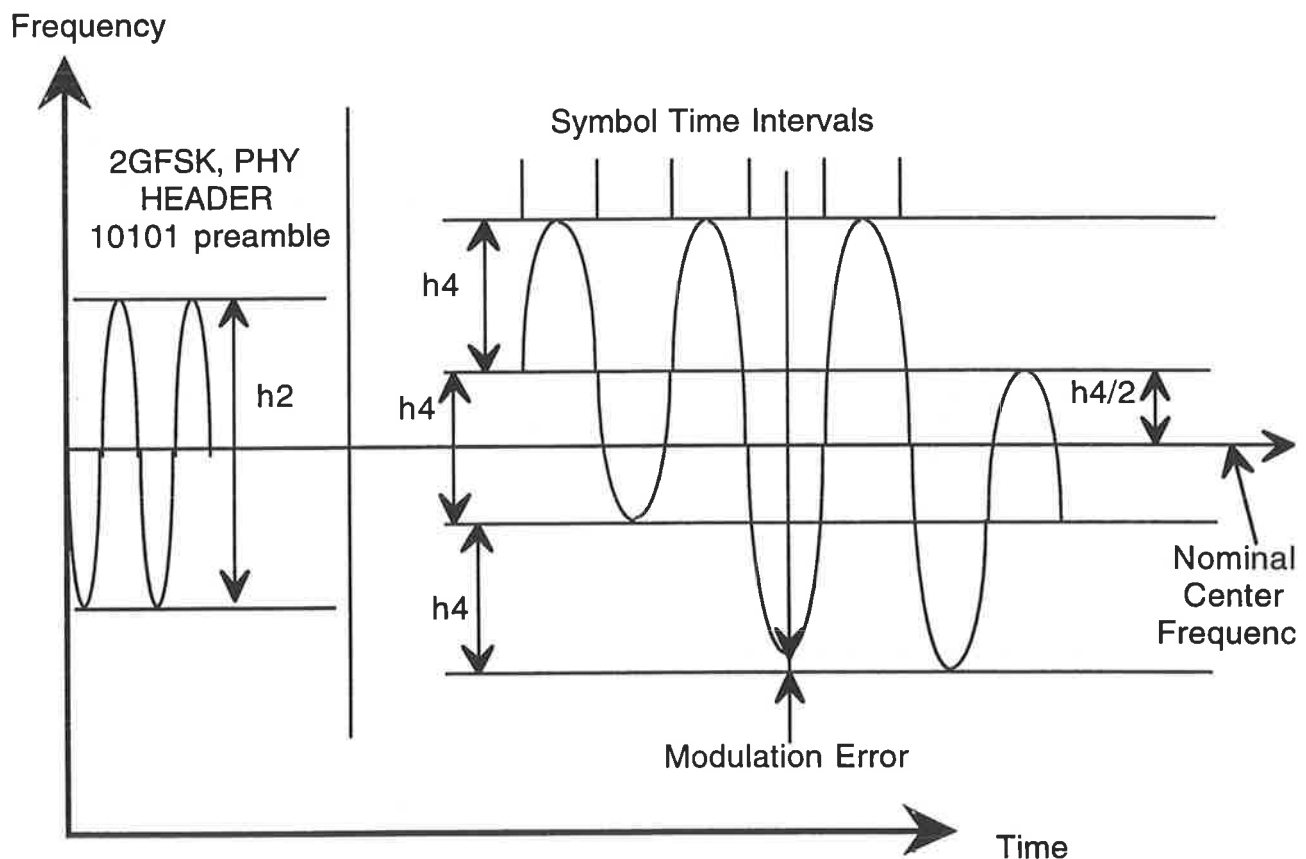 Frequency
Symbol Time Intervals
2GFSK, PHY
HEADER
10101 preamble
h4
h2
h4
h4/2
h4
Nominal
Center
Frequenc
Modulation Error
Time